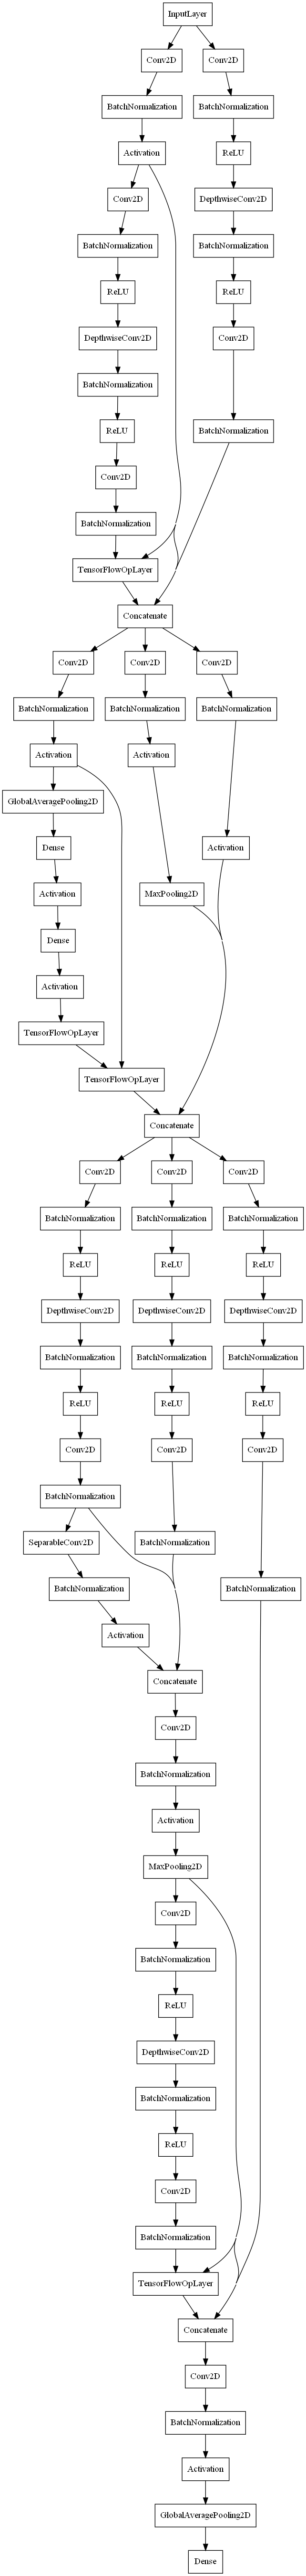 InputLayer
Conv2D Conv2D
BatchNormalization BatchNormalization
Activation ReLU
Conv2D DepthwiseConv2D
BatchNormalization BatchNormalization
ReLU ReLU
DepthwiseConv2D Conv2D
BatchNormalization BatchNormalization
ReLU
Conv2D
BatchNormalization
TensorFlowOpLayer
Concatenate
Conv2D Conv2D Conv2D
BatchNormalization BatchNormalization BatchNormalization
Activation Activation
GlobalAveragePooling2D
Dense Activation
Activation MaxPooling2D
Dense
Activation
TensorFlowOpLayer
TensorFlowOpLayer
Concatenate
Conv2D Conv2D Conv2D
BatchNormalization BatchNormalization BatchNormalization
ReLU ReLU ReLU
DepthwiseConv2D DepthwiseConv2D DepthwiseConv2D
BatchNormalization BatchNormalization BatchNormalization
ReLU ReLU ReLU
Conv2D Conv2D Conv2D
BatchNormalization
SeparableConv2D BatchNormalization
BatchNormalization BatchNormalization
Activation
Concatenate
Conv2D
BatchNormalization
Activation
MaxPooling2D
Conv2D
BatchNormalization
ReLU
DepthwiseConv2D
BatchNormalization
ReLU
Conv2D
BatchNormalization
TensorFlowOpLayer
Concatenate
Conv2D
BatchNormalization
Activation
GlobalAveragePooling2D
Dense